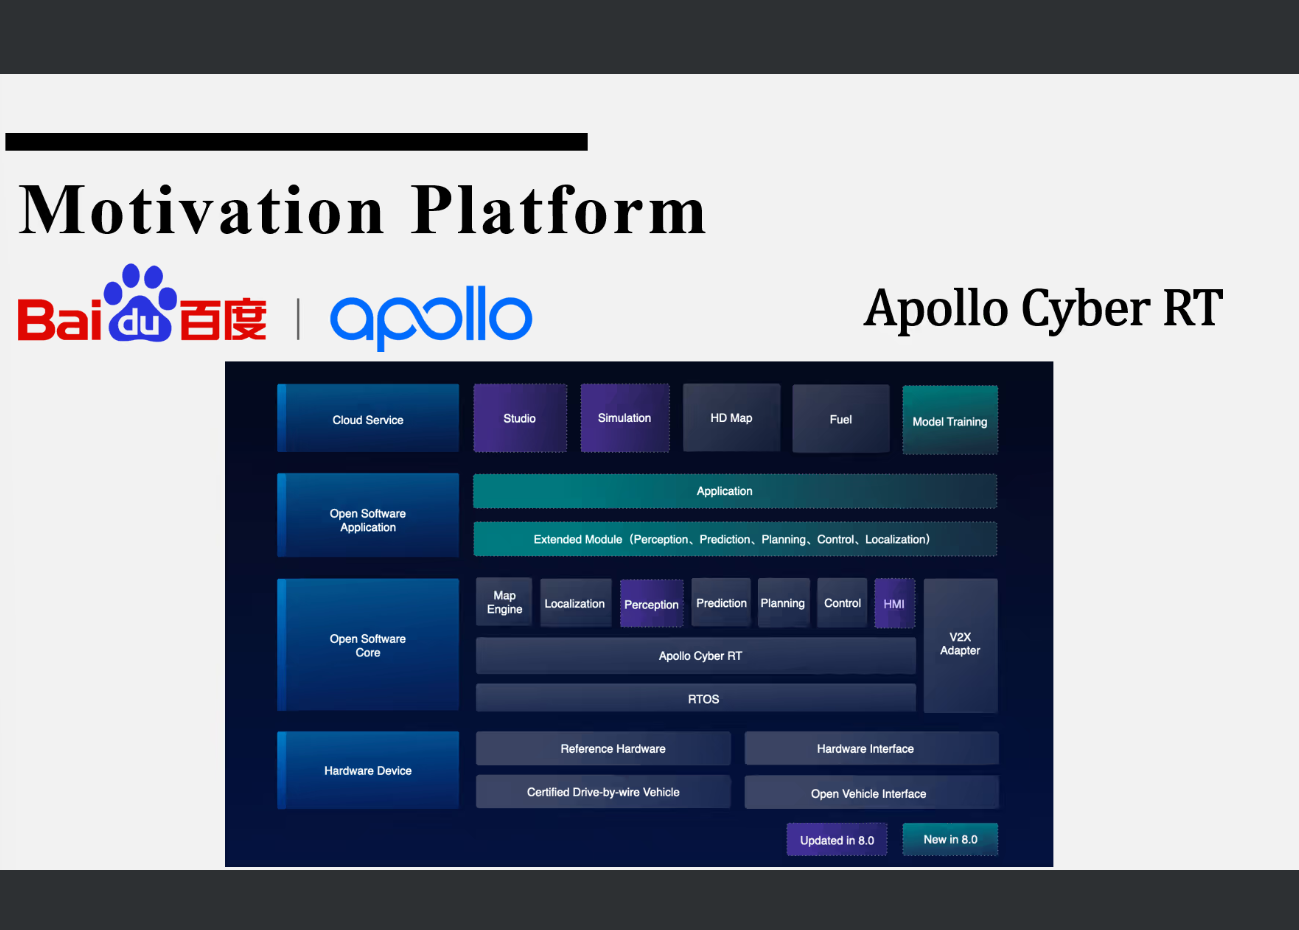 Motivation Platform
Bai du 百度 | apollo
Apollo Cyber RT
Cloud Service
Studio
Simulation
HD Map
Fuel
Model Training
Open Software
Application
Application
Extended Module（Perception、Prediction、Planning、Control、Localization）
Open Software
Core
Map
Engine
Localization
Perception
Prediction
Planning
Control
HMI
V2X
Adapter
Apollo Cyber RT
RTOS
Hardware Device
Reference Hardware
Hardware Interface
Certified Drive-by-wire Vehicle
Open Vehicle Interface
Updated in 8.0
New in 8.0